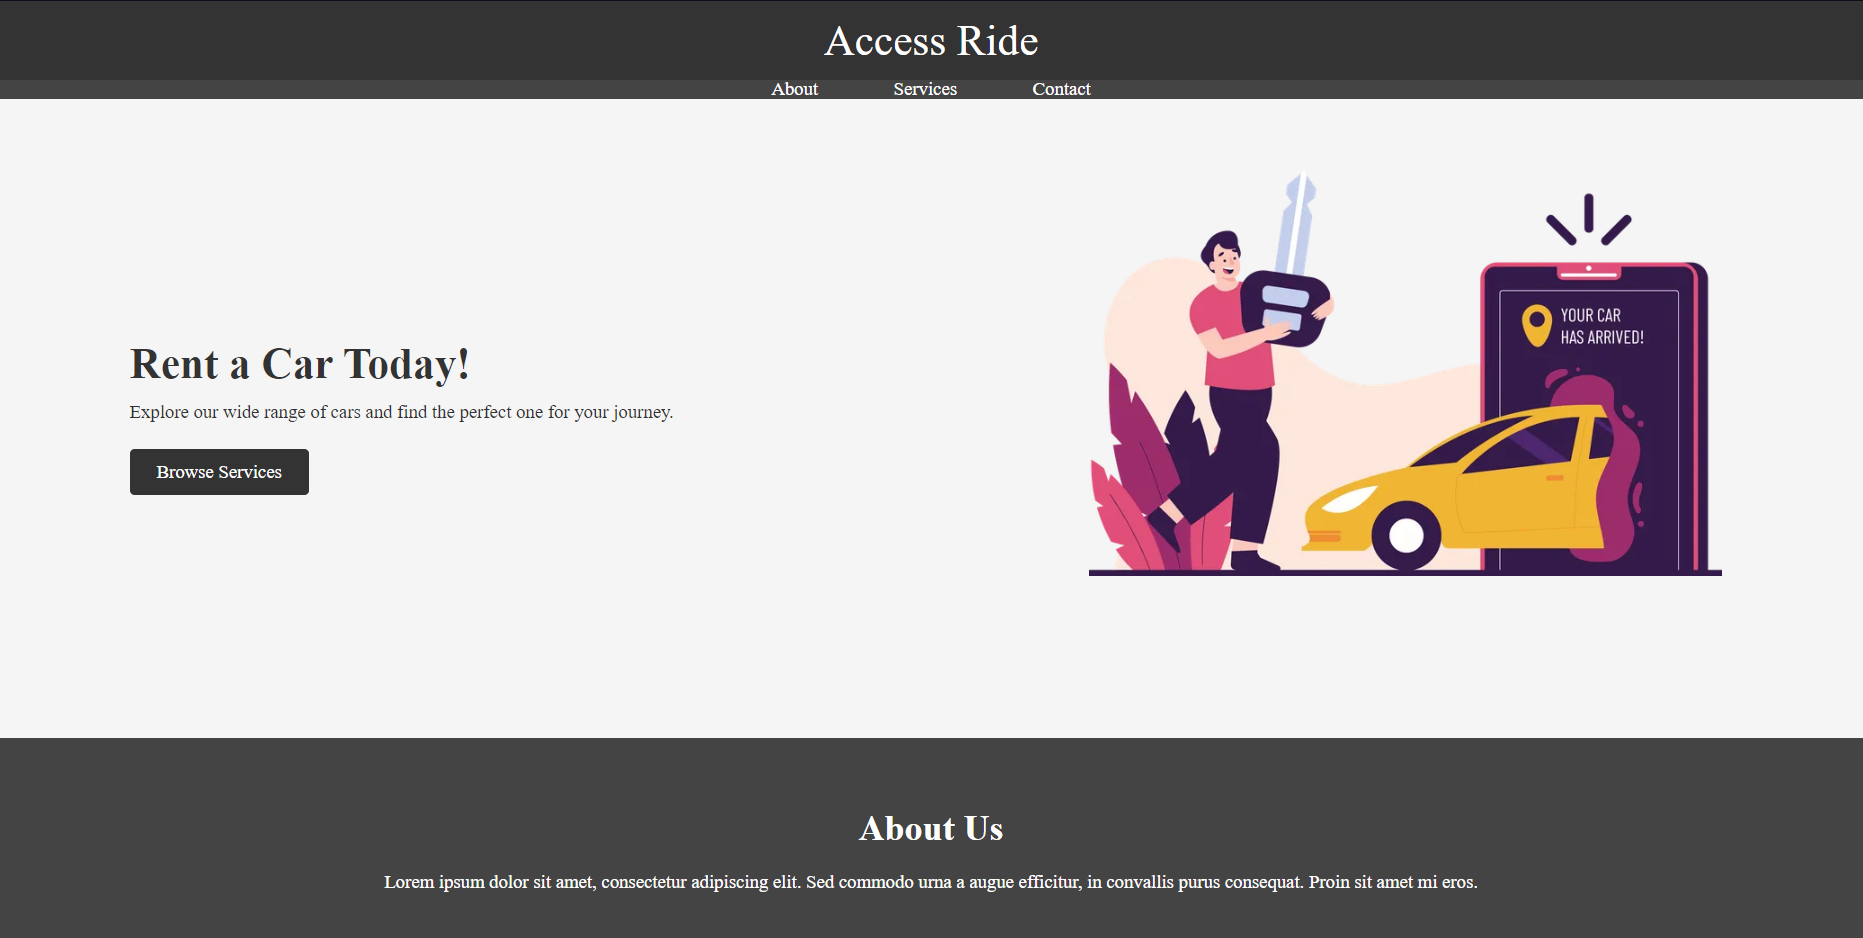 Access Ride
About Services Contact
Rent a Car Today!
Explore our wide range of cars and find the perfect one for your journey.
Browse Services
YOUR CAR
HAS ARRIVED!
About Us
Lorem ipsum dolor sit amet, consectetur adipiscing elit. Sed commodo urna a augue efficitur, in convallis purus consequat. Proin sit amet mi eros.